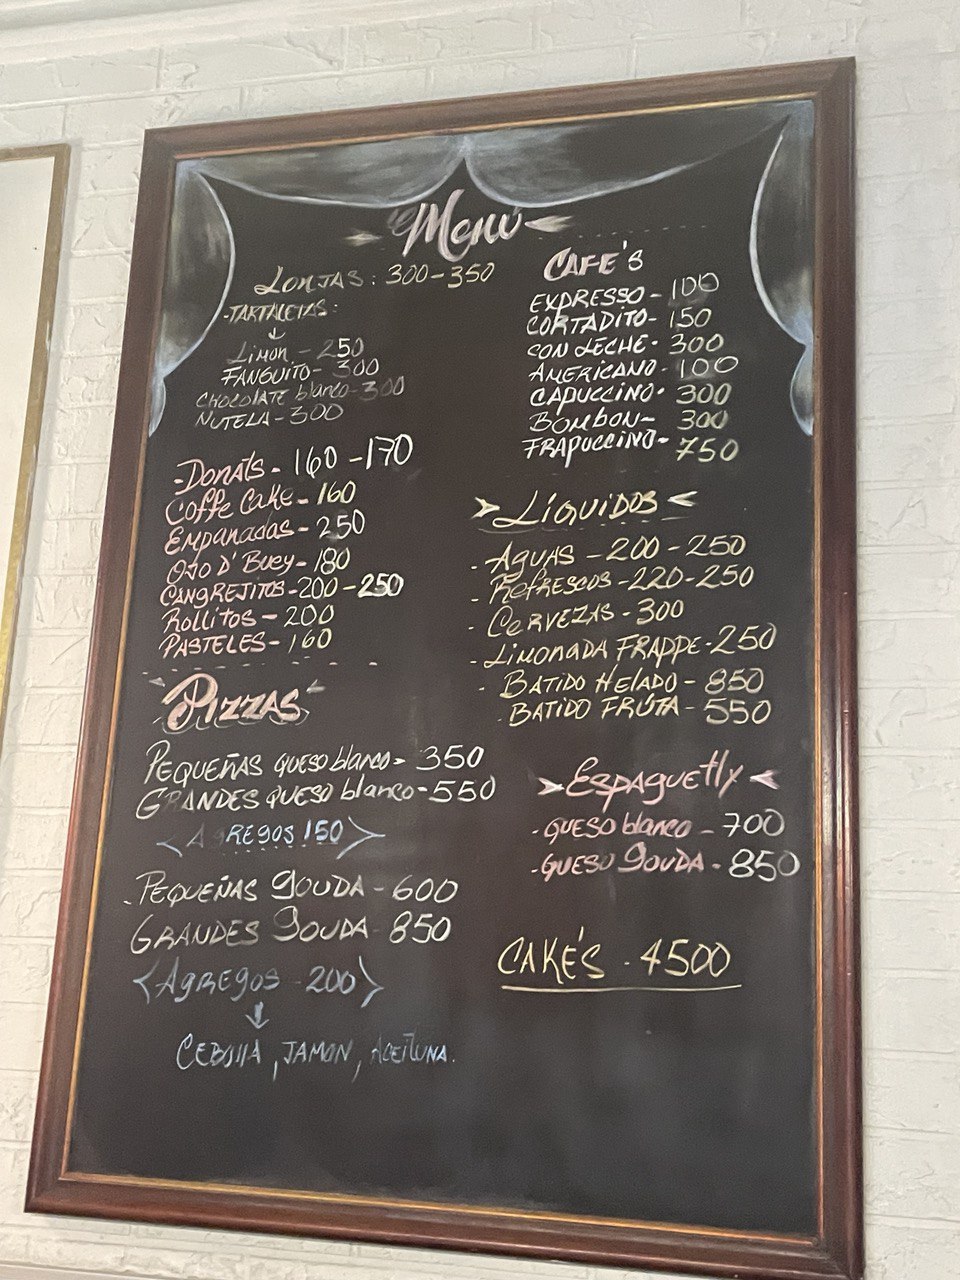 Menú
Lonjas: 300-350
-Tartaletas:
Limon - 250
Fanguito - 300
Chocolate blanco - 300
Nutela - 300
-Donats - 160 - 170
Coffe Cake - 160
Empanadas - 250
Ojo D' Buey - 180
Cangrejitos - 200 - 250
Rollitos - 200
Pasteles - 160
Pizzas
Pequeñas queso blanco - 350
Grandes queso blanco - 550
<Agregos 150>
- Pequeñas gouda - 600
Grandes gouda - 850
<Agregos - 200>
Cebolla, Jamon, Aceituna.
Cafe's
Expresso - 100
Cortadito - 150
Con Leche - 300
Americano - 100
Capuccino - 300
Bombon - 300
Frapuccino - 750
Liquidos
- Aguas - 200 - 250
- Refrescos - 220 - 250
- Cervezas - 300
- Limonada Frappe - 250
- Batido Helado - 850
- Batido Fruta - 550
Espaguetty
- Queso blanco - 700
- Queso gouda - 850
Cake's - 4500